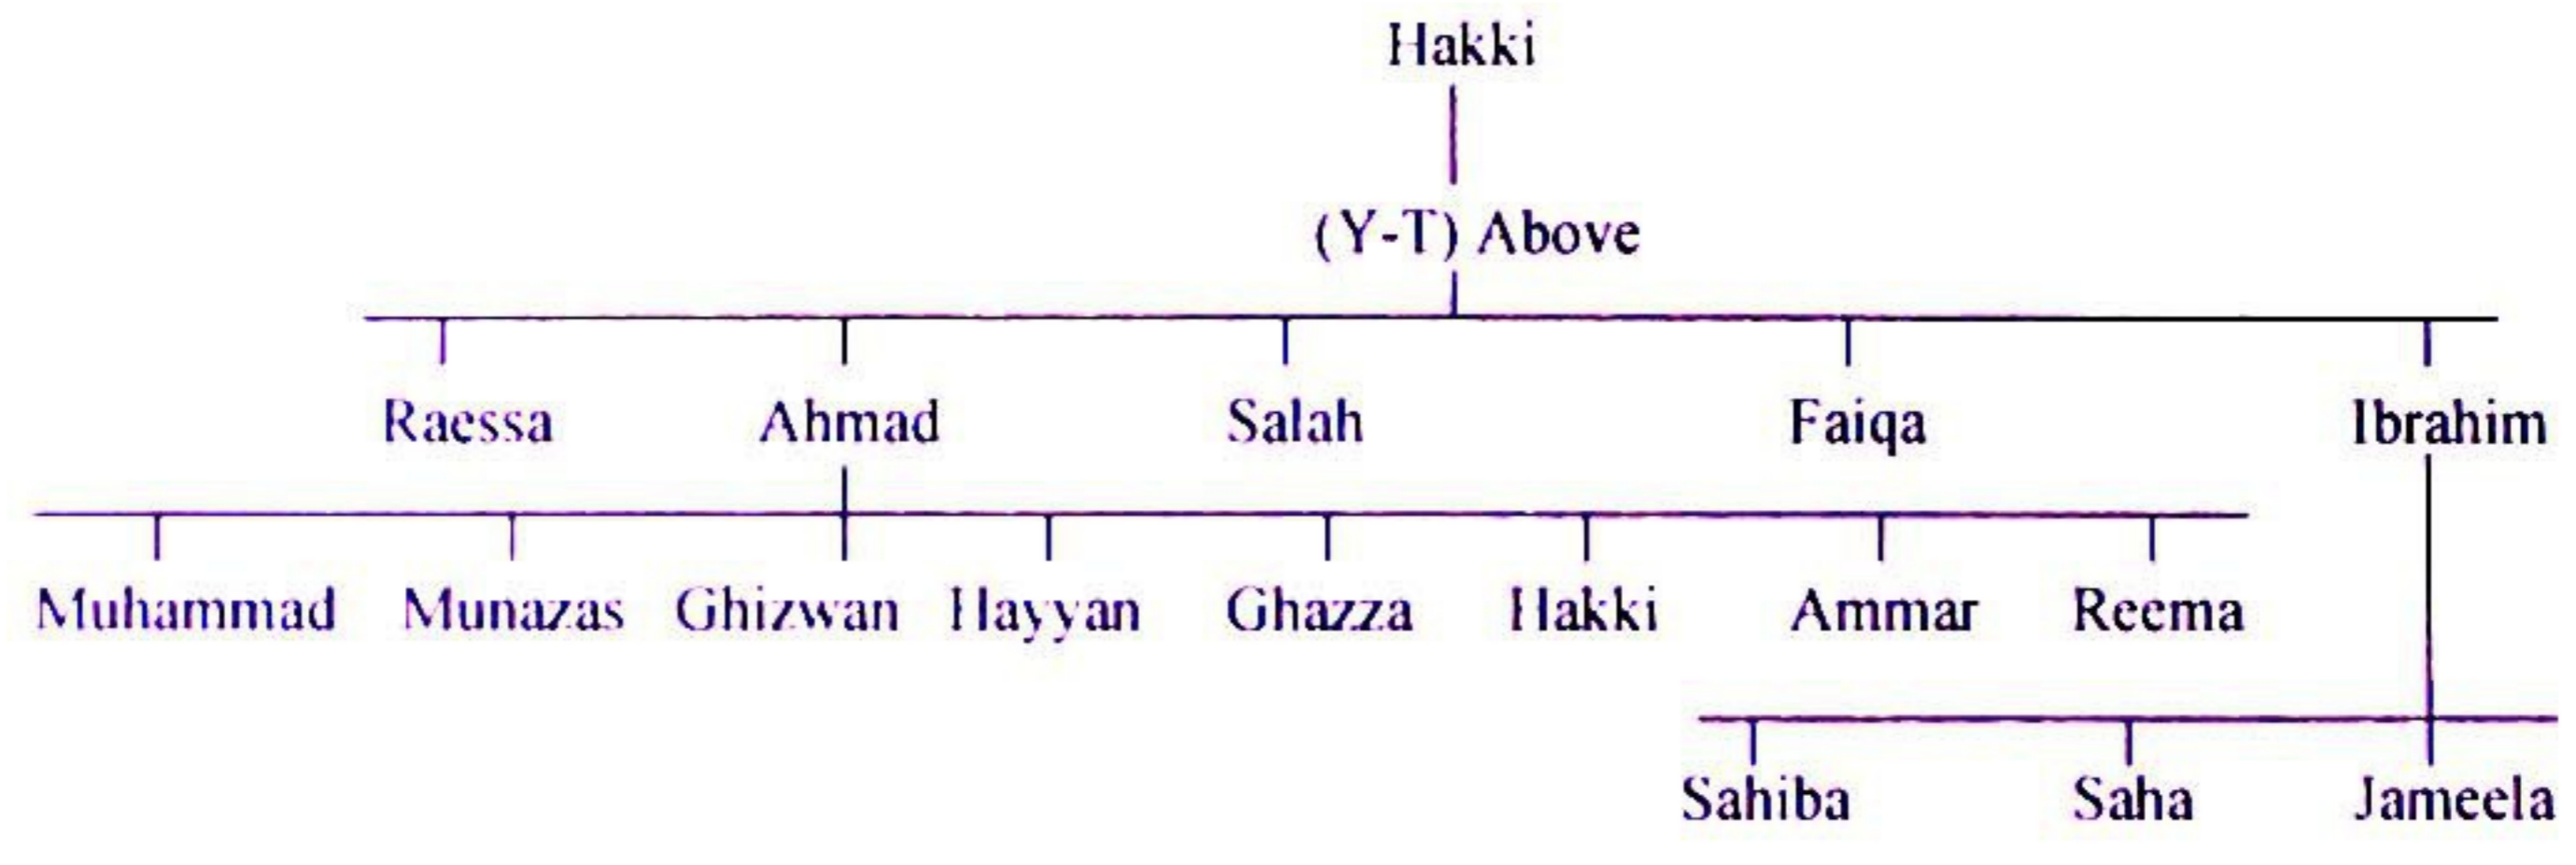 Hakki
(Y-T) Above
Raessa Ahmad Salah Faiqa Ibrahim
Muhammad Munazas Ghizwan Hayyan Ghazza Hakki Ammar Reema
Sahiba Saha Jameela